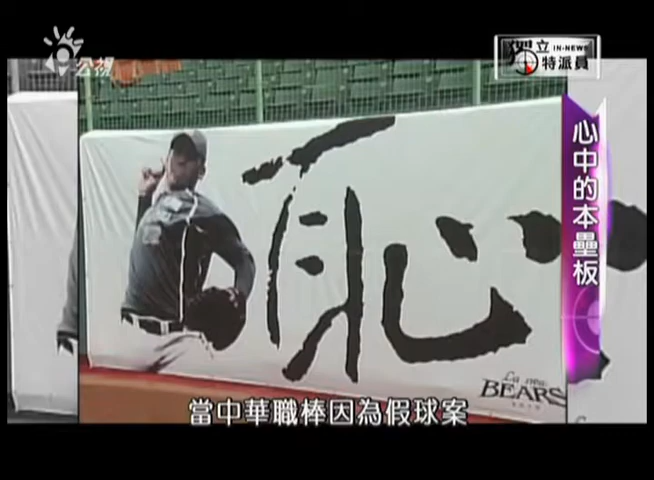 公視
獨立 IN-NEWS
特派員
心中的本壘板
恥
La new
BEARS
當中華職棒因為假球案